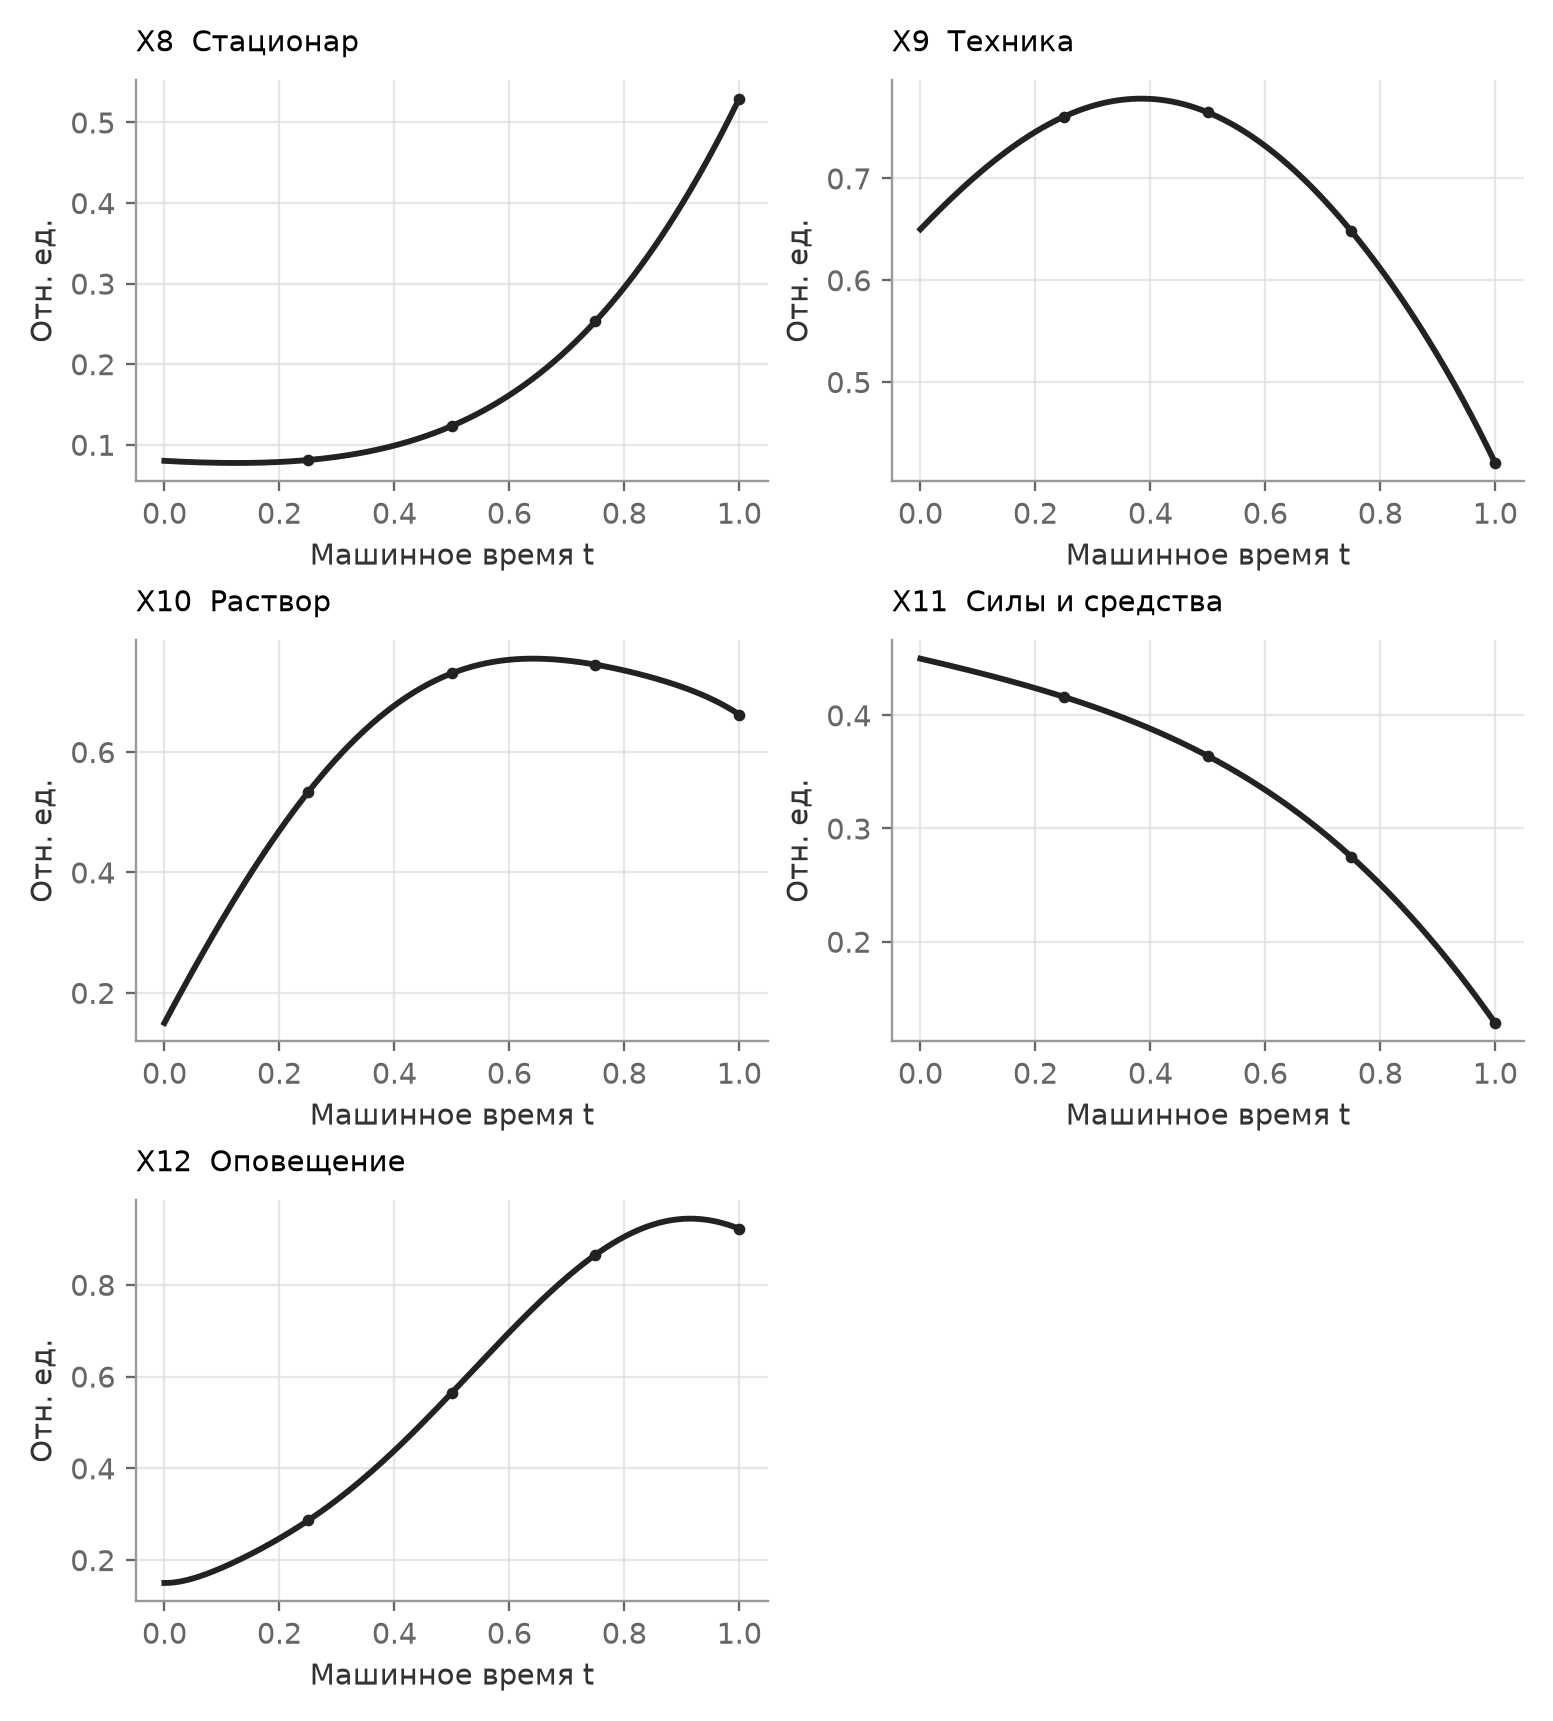 X8 Стационар
0.5
0.4
0.3
0.2
0.1
Отн. ед.
0.0 0.2 0.4 0.6 0.8 1.0
Машинное время t
X9 Техника
0.7
0.6
0.5
Отн. ед.
0.0 0.2 0.4 0.6 0.8 1.0
Машинное время t
X10 Раствор
0.6
0.4
0.2
Отн. ед.
0.0 0.2 0.4 0.6 0.8 1.0
Машинное время t
X11 Силы и средства
0.4
0.3
0.2
Отн. ед.
0.0 0.2 0.4 0.6 0.8 1.0
Машинное время t
X12 Оповещение
0.8
0.6
0.4
0.2
Отн. ед.
0.0 0.2 0.4 0.6 0.8 1.0
Машинное время t